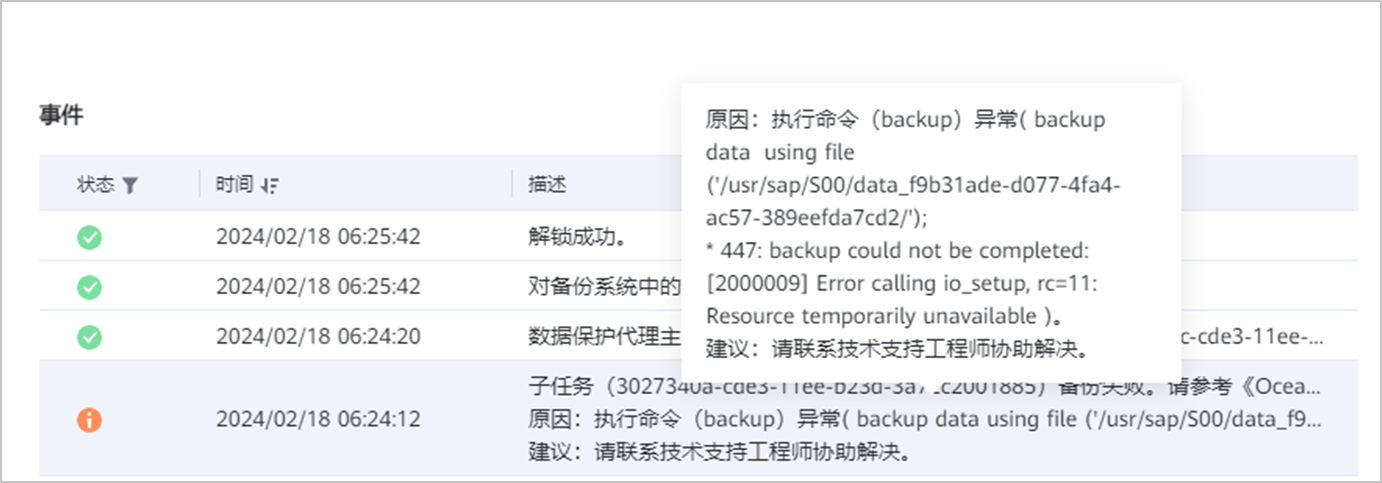 事件
状态
时间
描述
2024/02/18 06:25:42
解锁成功。
2024/02/18 06:25:42
对备份系统中的
2024/02/18 06:24:20
数据保护代理主
c-cde3-11ee-...
2024/02/18 06:24:12
子任务（3027340a-cde3-11ee-b23d-3a7 c2001885）备份失败。请参考《Ocea...
原因：执行命令（backup）异常( backup data using file ('/usr/sap/S00/data_f9...
建议：请联系技术支持工程师协助解决。
原因：执行命令（backup）异常( backup
data using file
('/usr/sap/S00/data_f9b31ade-d077-4fa4-
ac57-389eefda7cd2/');
* 447: backup could not be completed:
[2000009] Error calling io_setup, rc=11:
Resource temporarily unavailable )。
建议：请联系技术支持工程师协助解决。